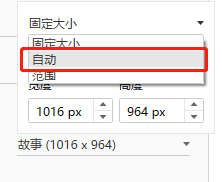 固定大小
固定大小
自动
范围
宽度 高度
1016 px 964 px
故事 (1016 x 964)